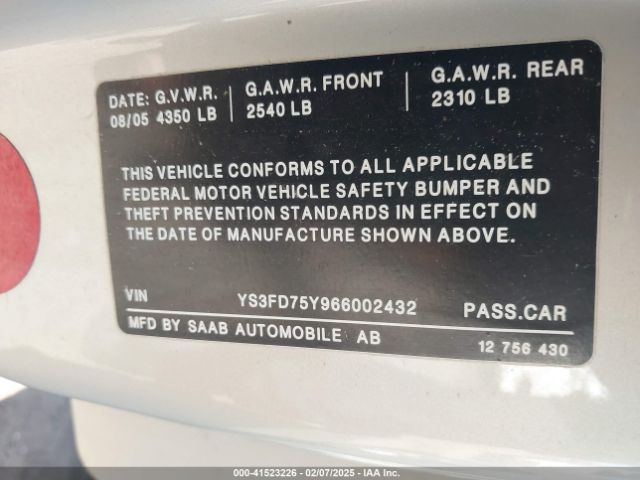 DATE: G.V.W.R. G.A.W.R. FRONT G.A.W.R. REAR
08/05 4350 LB 2540 LB 2310 LB
THIS VEHICLE CONFORMS TO ALL APPLICABLE
FEDERAL MOTOR VEHICLE SAFETY BUMPER AND
THEFT PREVENTION STANDARDS IN EFFECT ON
THE DATE OF MANUFACTURE SHOWN ABOVE.
VIN YS3FD75Y966002432 PASS.CAR
MFD BY SAAB AUTOMOBILE AB
12 756 430
000-41523226 - 02/07/2025 - IAA Inc.